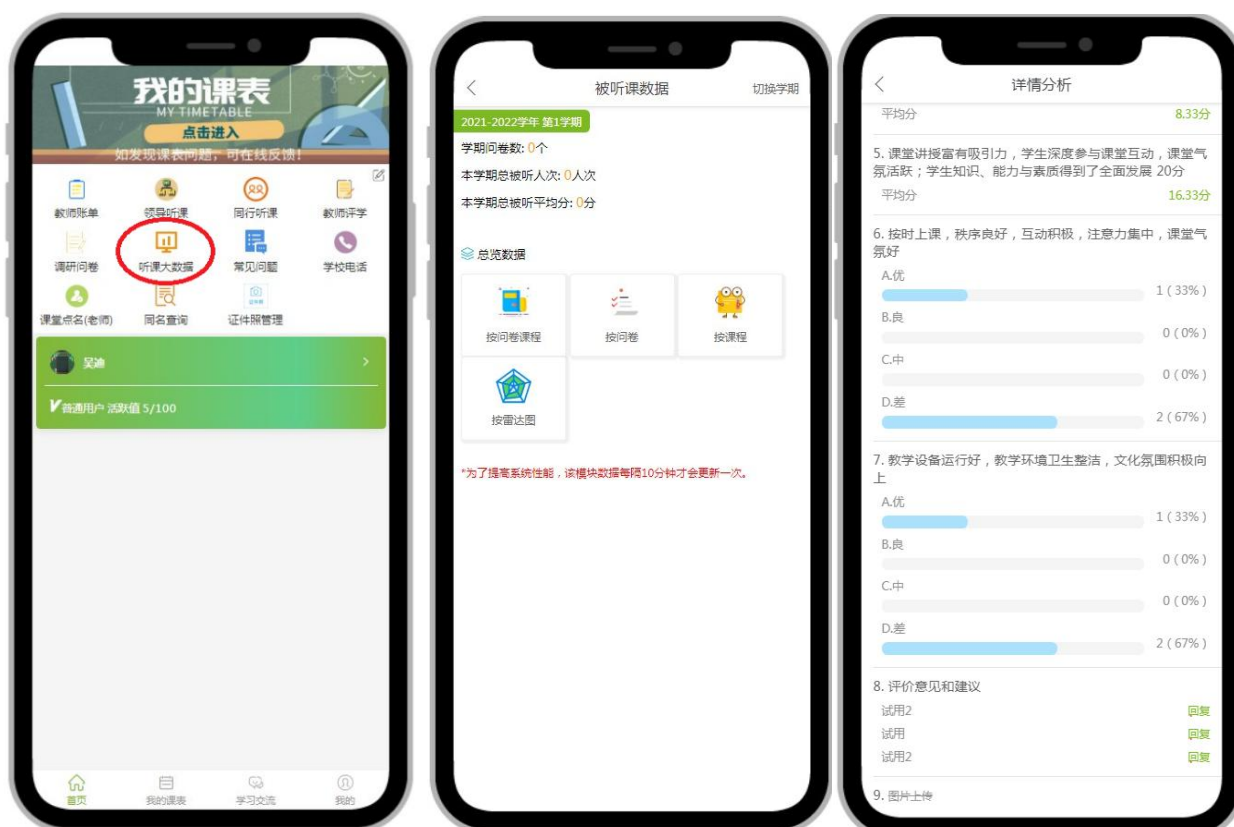 我的课表
MY TIMETABLE
点击进入
如发现课表问题，可在线反馈！
教师账单
领导听课
同行听课
教师评学
调研问卷
听课大数据
常见问题
学校电话
课堂点名(老师)
同名查询
证件照管理
吴迪
普通用户 活跃值 5/100
首页
我的课表
学习交流
我的
被听课数据
切换学期
2021-2022学年 第1学期
学期问卷数: 0个
本学期总被听人次: 0人次
本学期总被听平均分: 0分
总览数据
按问卷课程
按问卷
按课程
按雷达图
*为了提高系统性能，该模块数据每隔10分钟才会更新一次。
详情分析
平均分 8.33分
5. 课堂讲授富有吸引力，学生深度参与课堂互动，课堂气
氛活跃；学生知识、能力与素质得到了全面发展 20分
平均分 16.33分
6. 按时上课，秩序良好，互动积极，注意力集中，课堂气
氛好
A.优
1 ( 33% )
B.良
0 ( 0% )
C.中
0 ( 0% )
D.差
2 ( 67% )
7. 教学设备运行好，教学环境卫生整洁，文化氛围积极向
上
A.优
1 ( 33% )
B.良
0 ( 0% )
C.中
0 ( 0% )
D.差
2 ( 67% )
8. 评价意见和建议
试用2 回复
试用 回复
试用2 回复
9. 图片上传